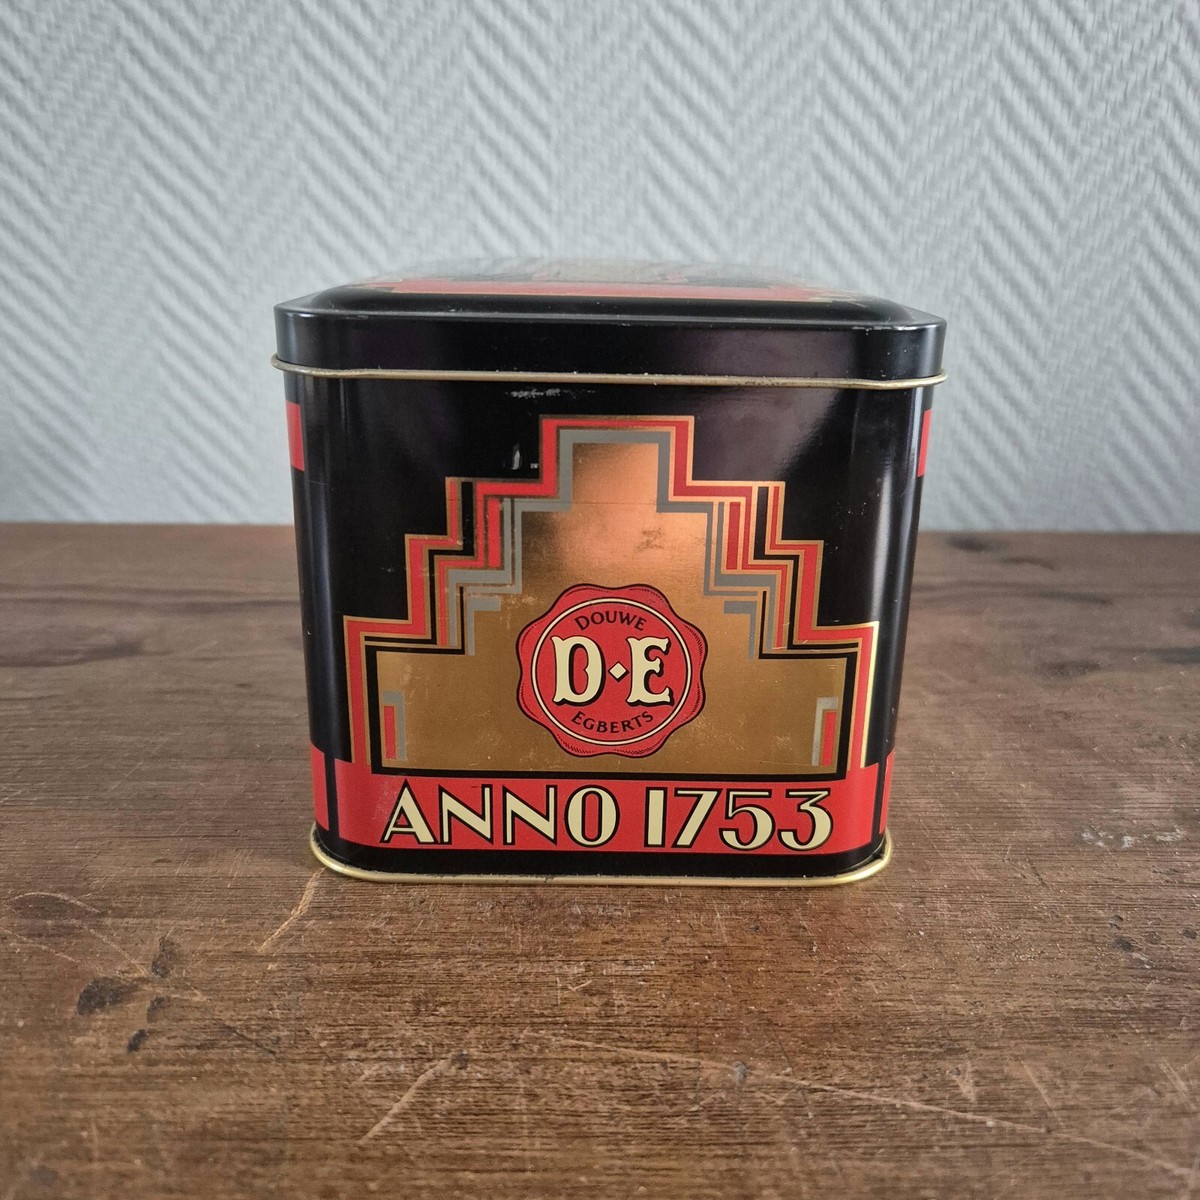 DOUWE
D·E
EGBERTS
ANNO 1753